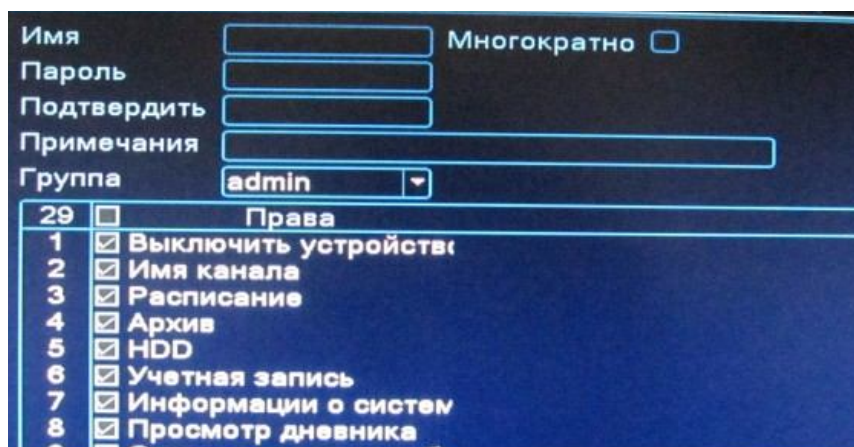 Имя Многократно
Пароль
Подтвердить
Примечания
Группа admin
29 Права
1 Выключить устройство
2 Имя канала
3 Расписание
4 Архив
5 HDD
6 Учетная запись
7 Информации о систем
8 Просмотр дневника